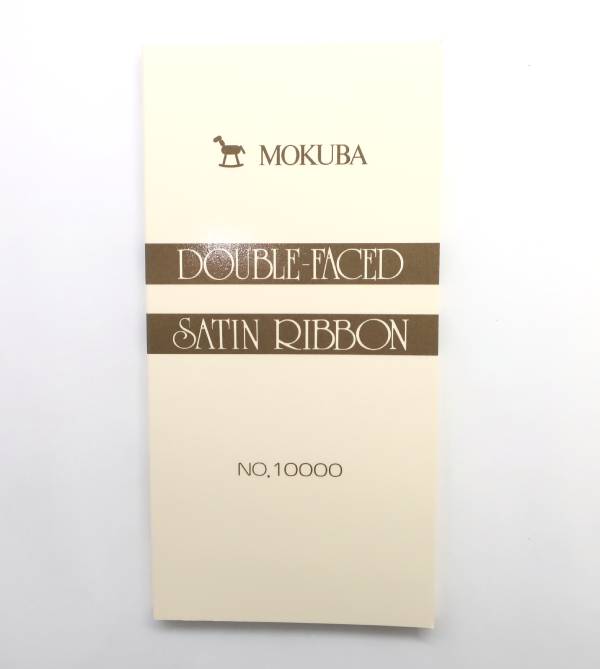 MOKUBA
DOUBLE-FACED
SATIN RIBBON
NO.10000